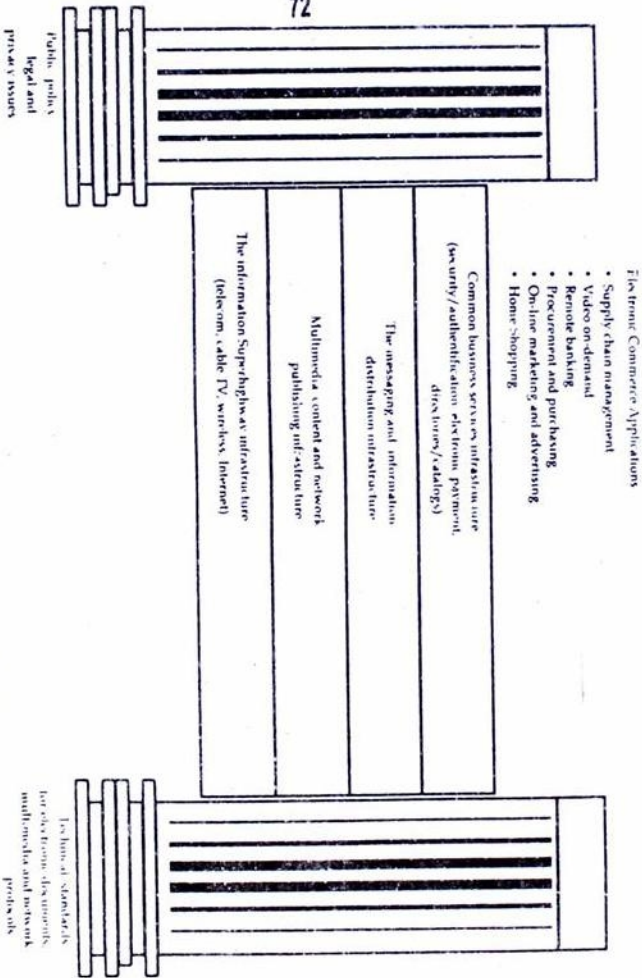 72
Electronic Commerce Applications
• Supply chain management
• Video on-demand
• Remote banking
• Procurement and purchasing
• On-line marketing and advertising
• Home Shopping
Common business services infrastructure
(security/authentification electronic payment,
directories/catalogs)
The messaging and information
distribution infrastructure
Multimedia content and network
publishing infrastructure
The information Superhighway infrastructure
(telecom, cable TV, wireless, Internet)
Public policy
legal and
privacy issues
Technical standards
for electronic documents,
multimedia and network
protocols